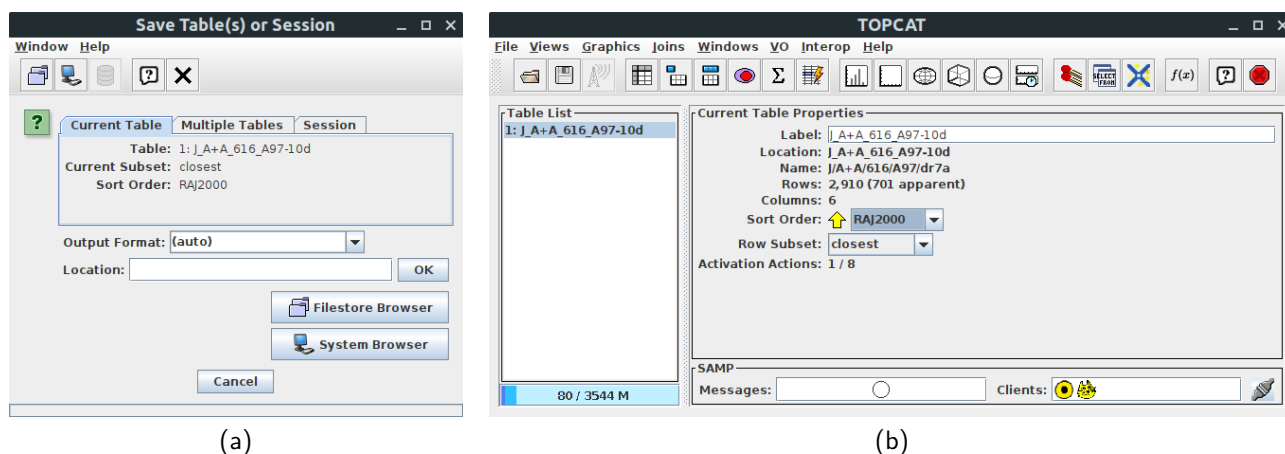 Save Table(s) or Session
Window Help
Current Table Multiple Tables Session
Table: 1: J_A+A_616_A97-10d
Current Subset: closest
Sort Order: RAJ2000
Output Format: (auto)
Location: OK
Filestore Browser
System Browser
Cancel
(a)
TOPCAT
File Views Graphics Joins Windows VO Interop Help
Σ SELECT FROM f(x)
Table List
1: J_A+A_616_A97-10d
80 / 3544 M
Current Table Properties
Label: J_A+A_616_A97-10d
Location: J_A+A_616_A97-10d
Name: J/A+A/616/A97/dr7a
Rows: 2,910 (701 apparent)
Columns: 6
Sort Order: RAJ2000
Row Subset: closest
Activation Actions: 1 / 8
SAMP
Messages: Clients:
(b)